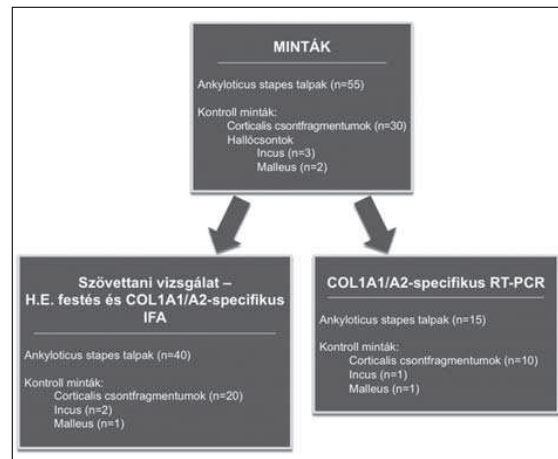 MINTÁK
Ankyloticus stapes talpak (n=55)
Kontroll minták:
Corticalis csontfragmentumok (n=30)
Hallócsontok
Incus (n=3)
Malleus (n=2)
Szövettani vizsgálat –
H.E. festés és COL1A1/A2-specifikus
IFA
Ankyloticus stapes talpak (n=40)
Kontroll minták:
Corticalis csontfragmentumok (n=20)
Incus (n=2)
Malleus (n=1)
COL1A1/A2-specifikus RT-PCR
Ankyloticus stapes talpak (n=15)
Kontroll minták:
Corticalis csontfragmentumok (n=10)
Incus (n=1)
Malleus (n=1)